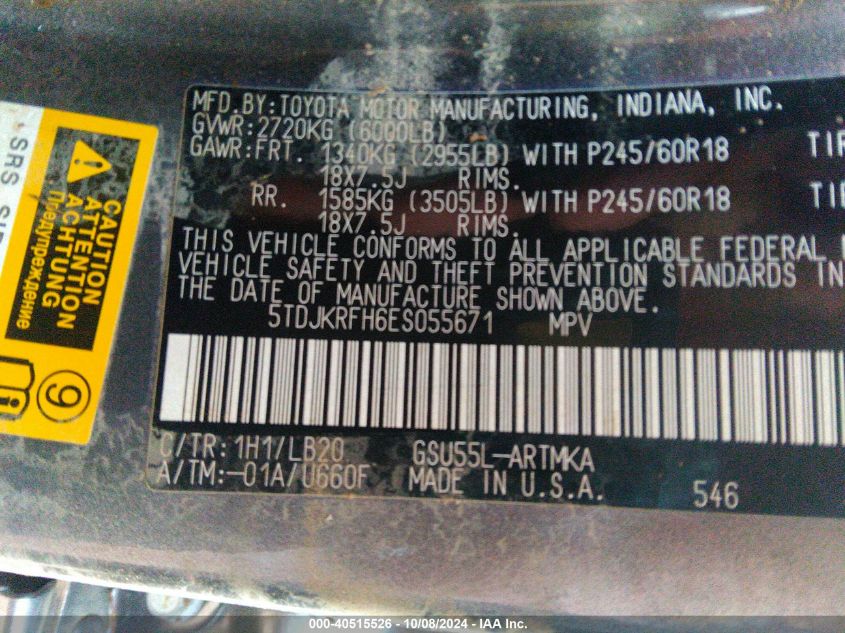 MFD.BY:TOYOTA MOTOR MANUFACTURING, INDIANA, INC.
GVWR:2720KG (6000LB)
GAWR:FRT. 1340KG (2955LB) WITH P245/60R18 TIR
18X7.5J RIMS.
RR. 1585KG (3505LB) WITH P245/60R18 TIR
18X7.5J RIMS.
THIS VEHICLE CONFORMS TO ALL APPLICABLE FEDERAL
VEHICLE SAFETY AND THEFT PREVENTION STANDARDS IN
THE DATE OF MANUFACTURE SHOWN ABOVE.
5TDJKRFH6ES055671 MPV
C/TR:1H1/LB20 GSU55L-ARTMKA
A/TM:-01A/U660F MADE IN U.S.A. 546
SRS
CAUTION
ATTENTION
ACHTUNG
Предупреждение
9
000-40515526 - 10/08/2024 - IAA Inc.